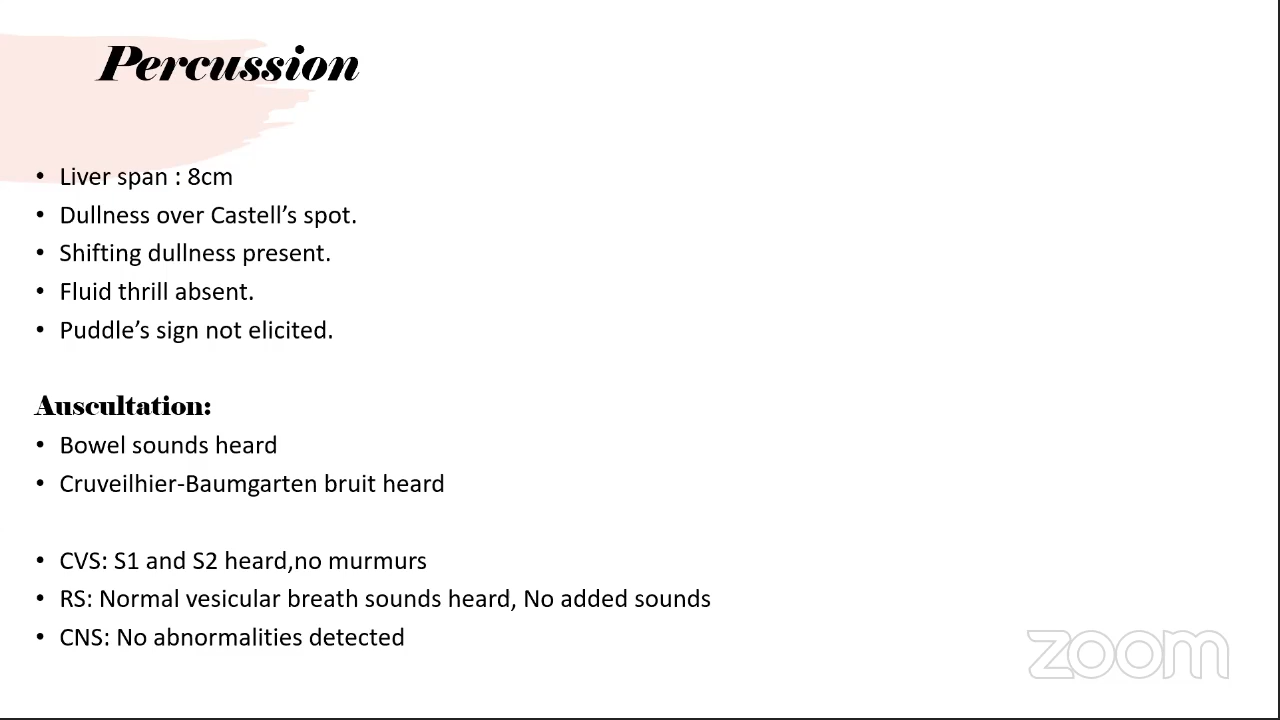 Percussion
• Liver span : 8cm
• Dullness over Castell’s spot.
• Shifting dullness present.
• Fluid thrill absent.
• Puddle’s sign not elicited.
Auscultation:
• Bowel sounds heard
• Cruveilhier-Baumgarten bruit heard
• CVS: S1 and S2 heard,no murmurs
• RS: Normal vesicular breath sounds heard, No added sounds
• CNS: No abnormalities detected
zoom